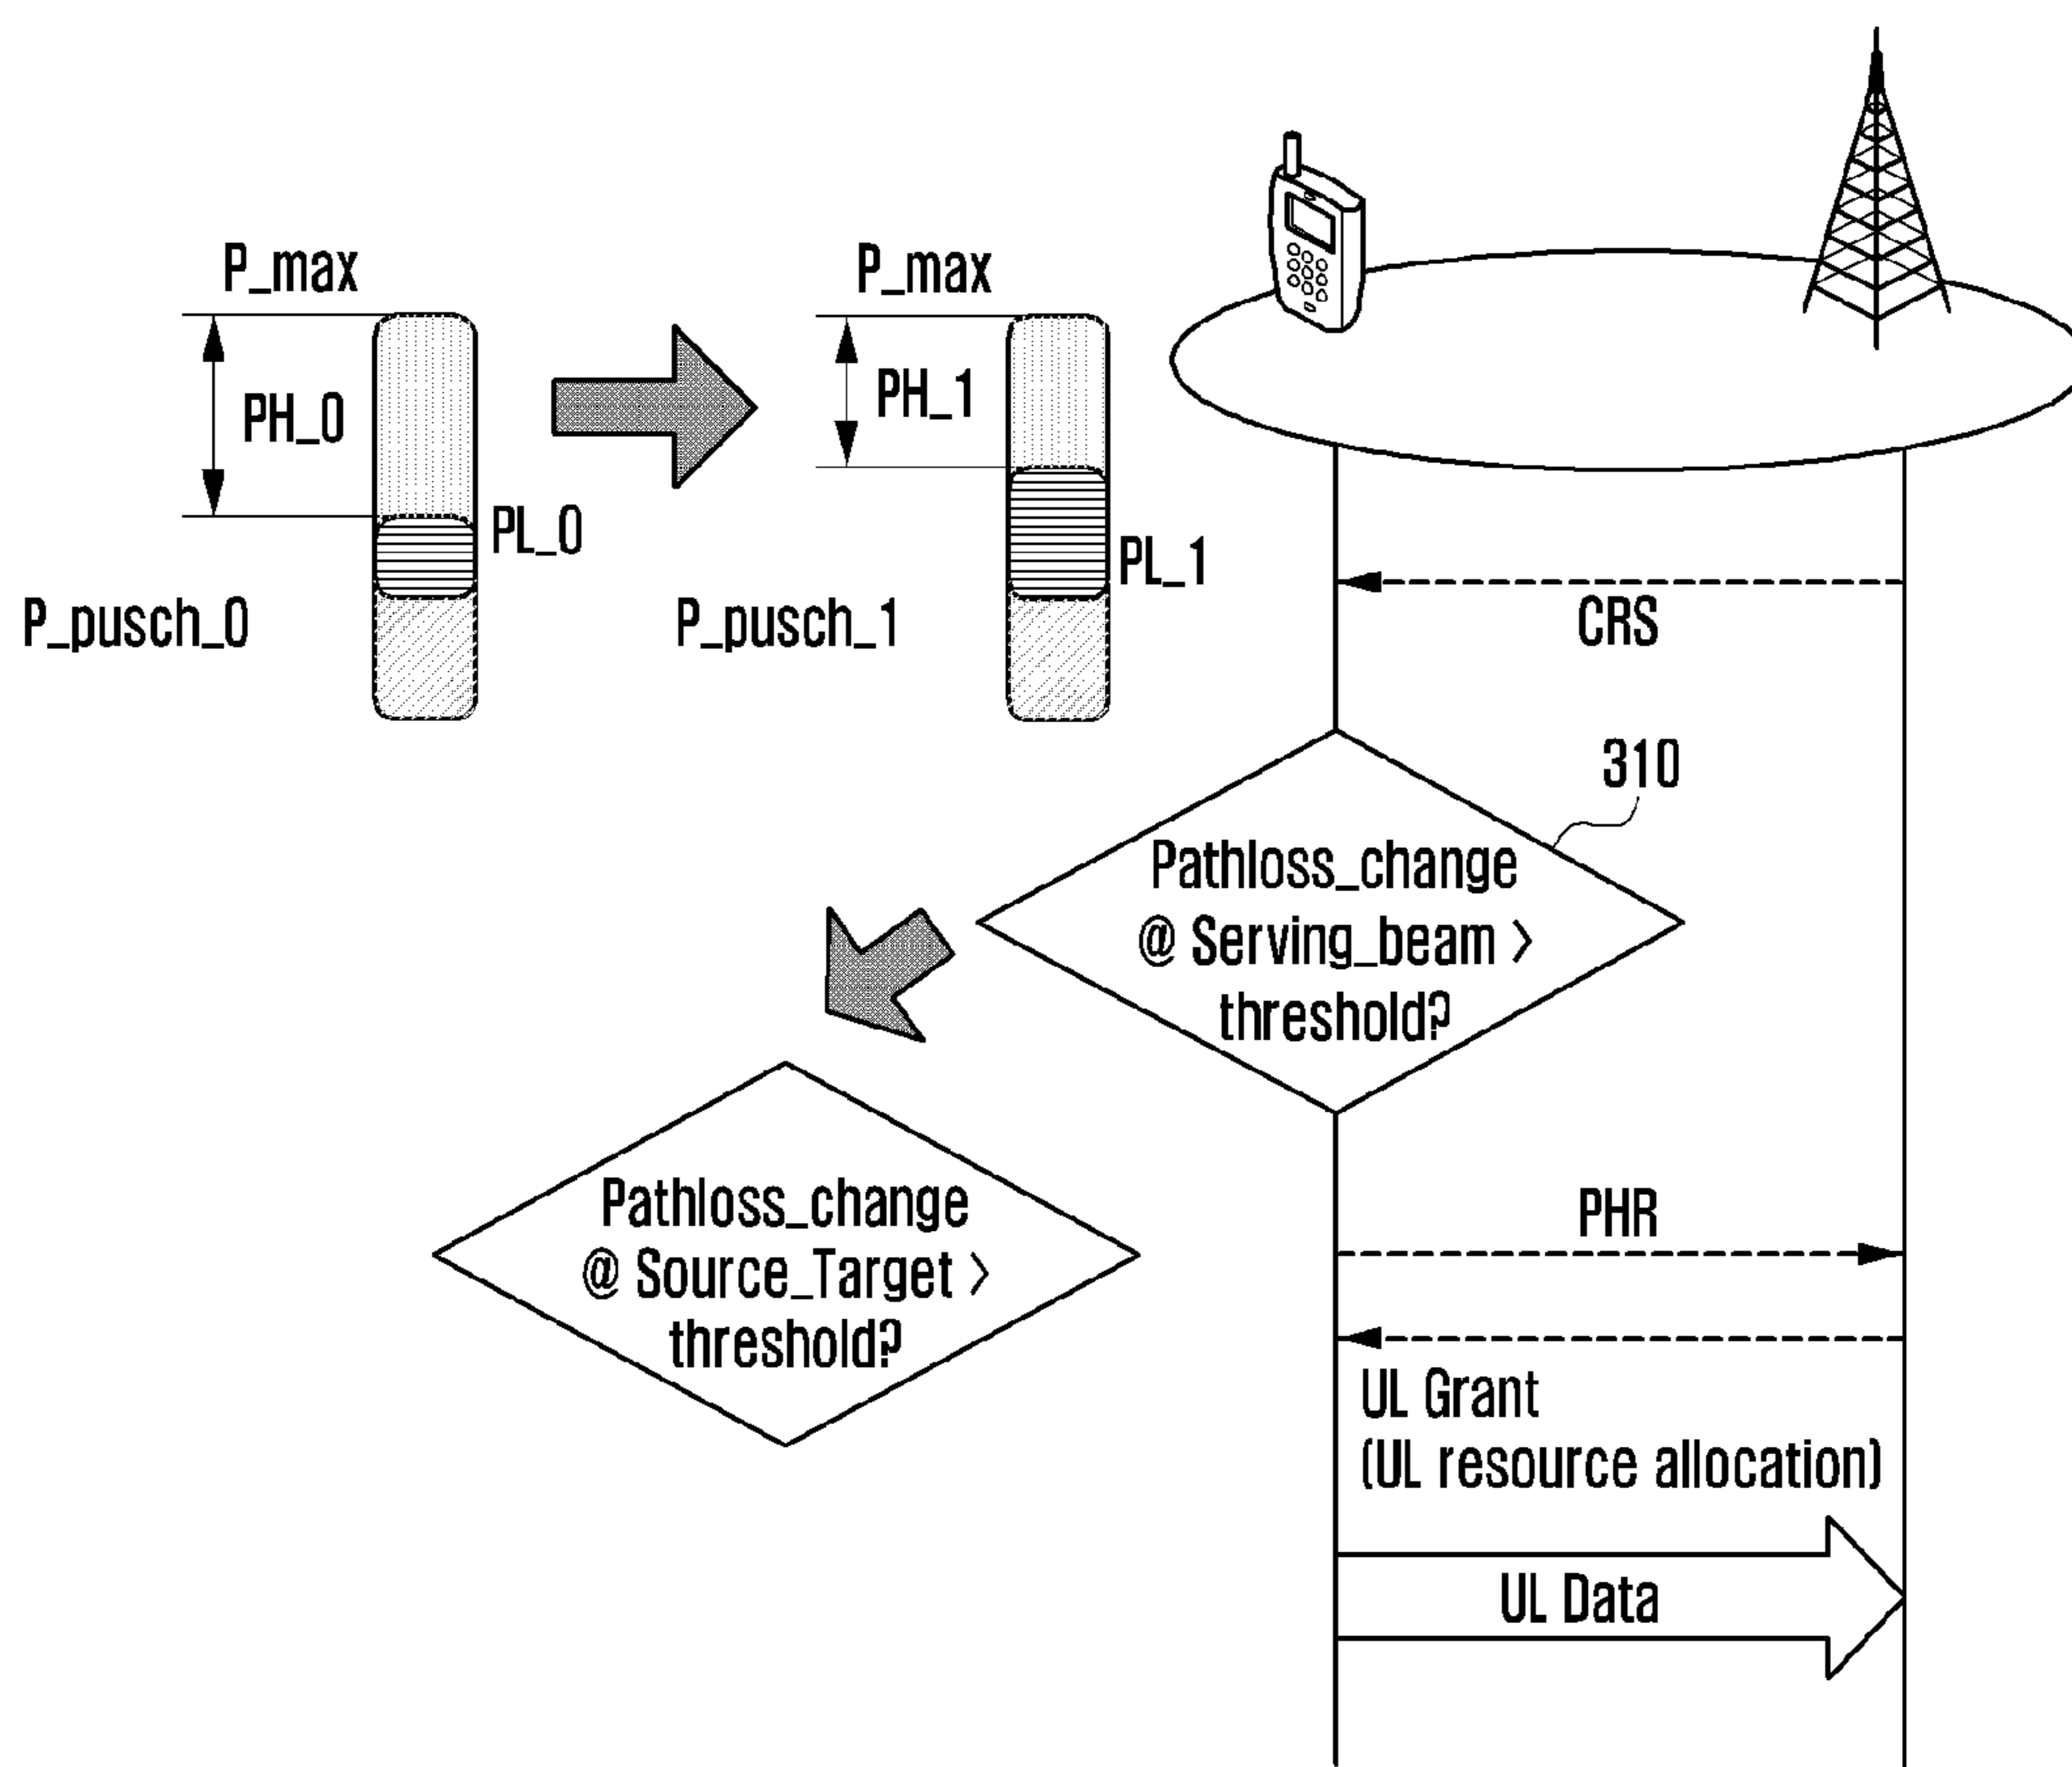 P_max
PH_0
PL_0
P_pusch_0
P_max
PH_1
PL_1
P_pusch_1
CRS
310
Pathloss_change
@ Serving_beam >
threshold?
Pathloss_change
@ Source_Target >
threshold?
PHR
UL Grant
(UL resource allocation)
UL Data